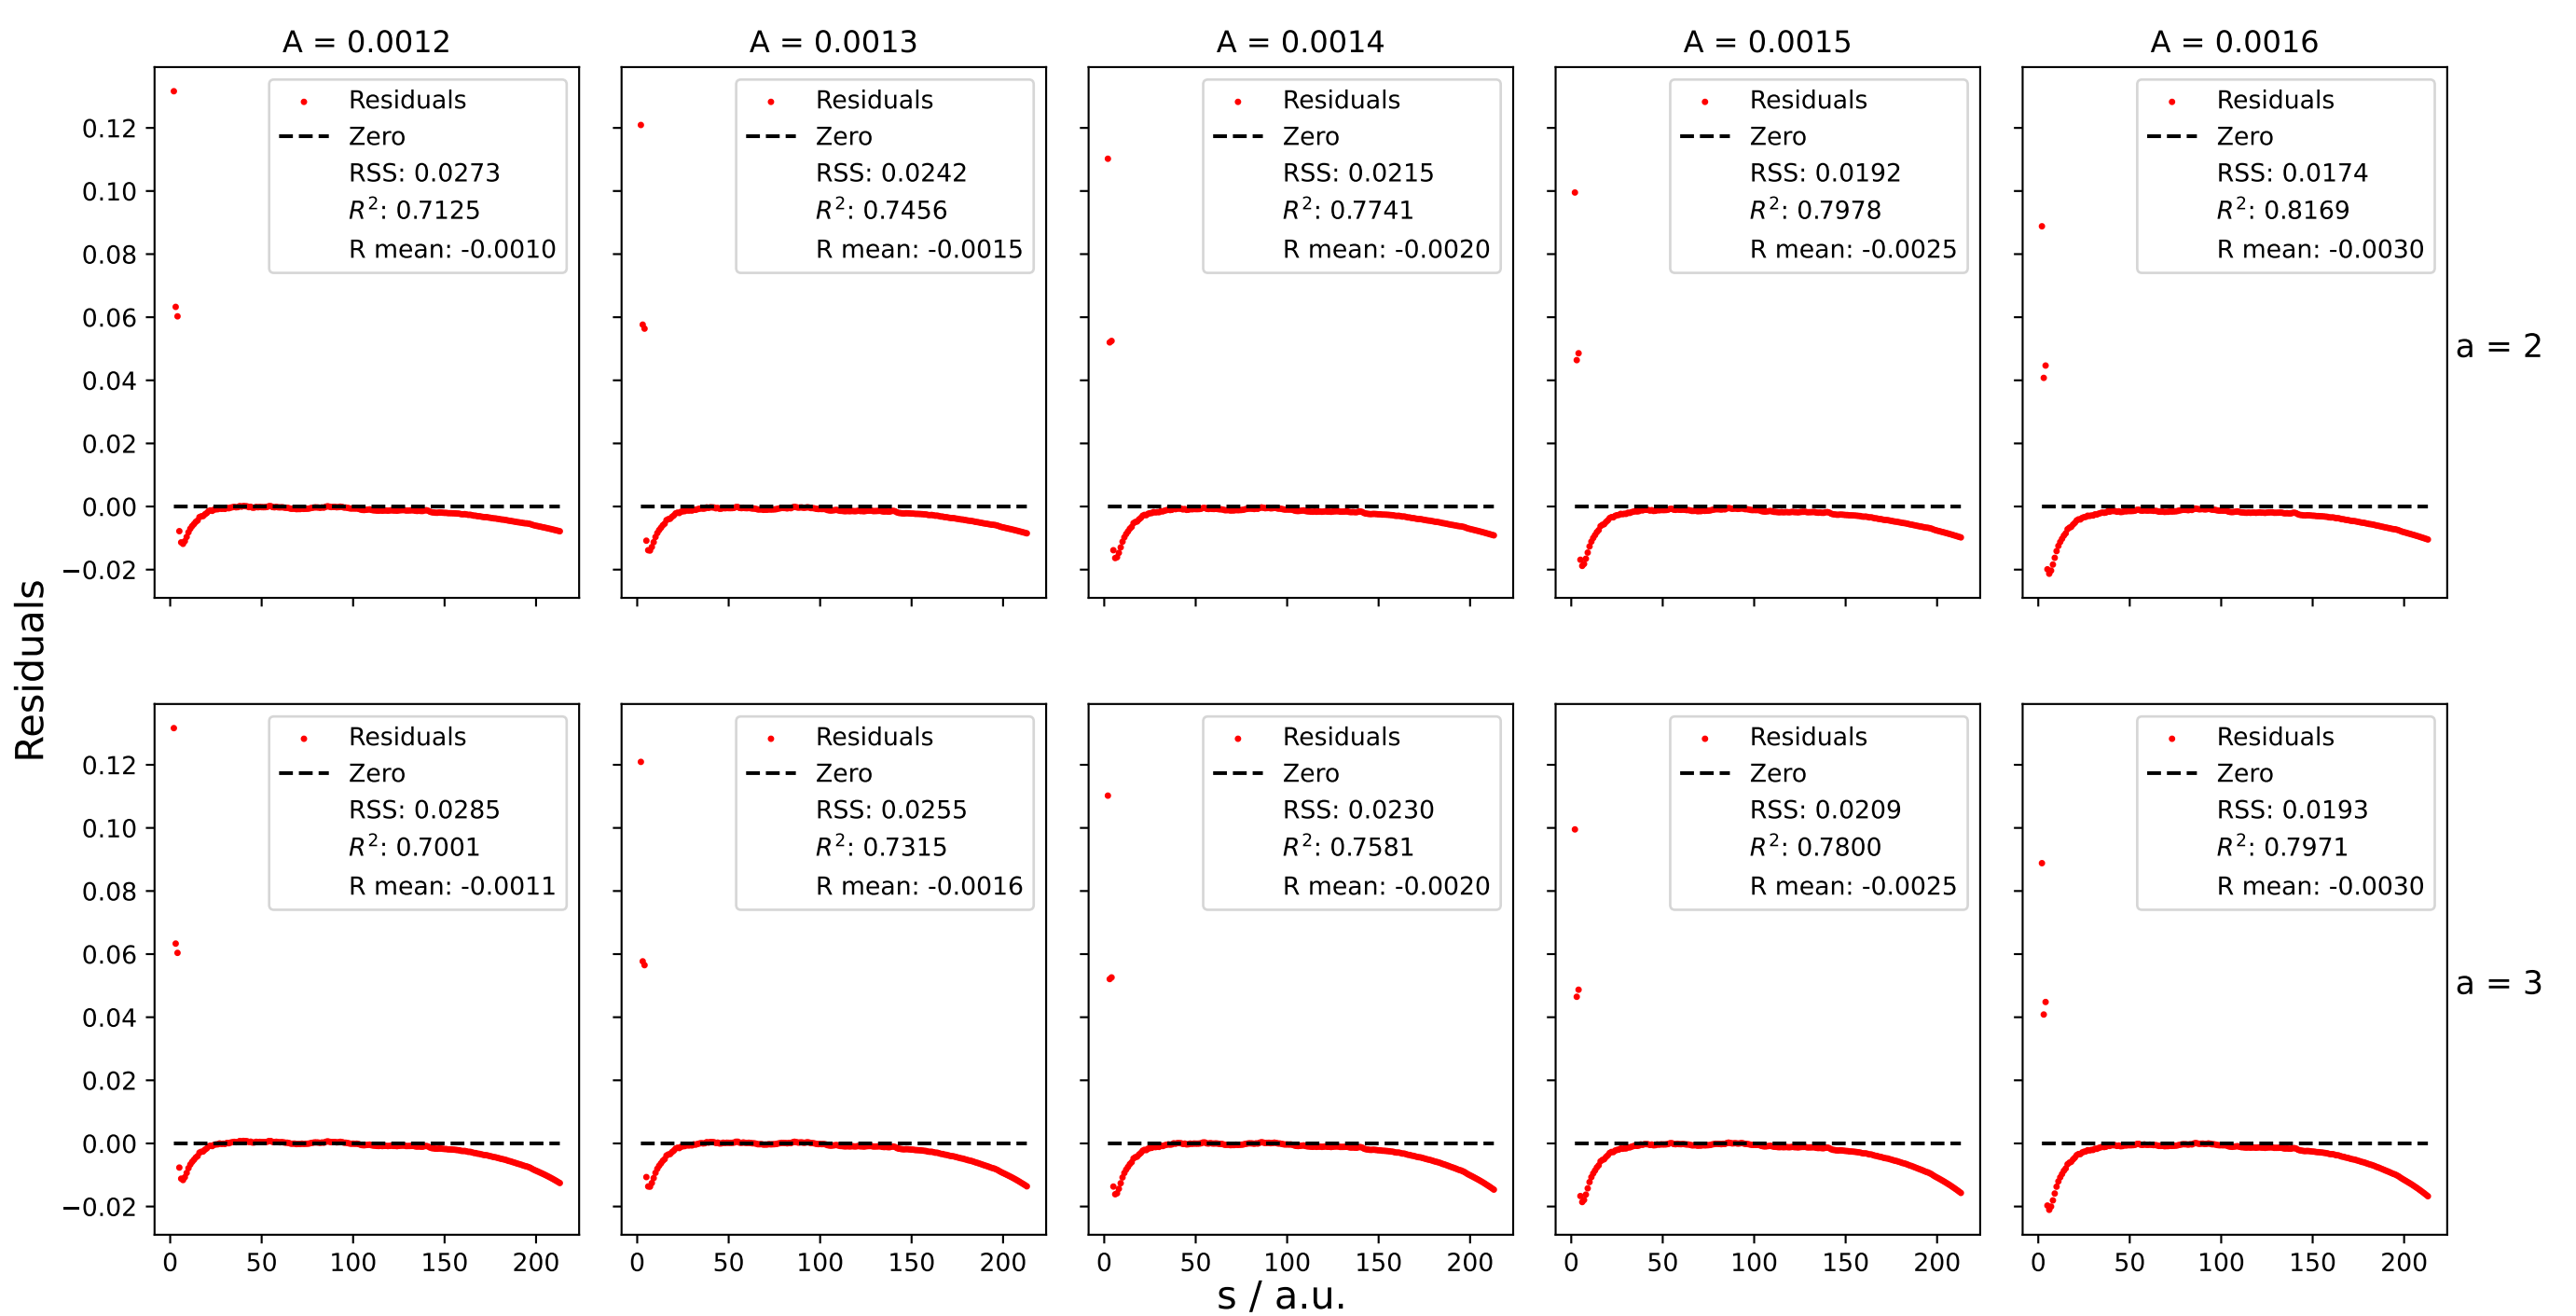 A = 0.0012
A = 0.0013
A = 0.0014
A = 0.0015
A = 0.0016
Residuals
Zero
RSS: 0.0273
R²: 0.7125
R mean: -0.0010
Residuals
Zero
RSS: 0.0242
R²: 0.7456
R mean: -0.0015
Residuals
Zero
RSS: 0.0215
R²: 0.7741
R mean: -0.0020
Residuals
Zero
RSS: 0.0192
R²: 0.7978
R mean: -0.0025
Residuals
Zero
RSS: 0.0174
R²: 0.8169
R mean: -0.0030
0.12
0.10
0.08
0.06
0.04
0.02
0.00
−0.02
a = 2
Residuals
Residuals
Zero
RSS: 0.0285
R²: 0.7001
R mean: -0.0011
Residuals
Zero
RSS: 0.0255
R²: 0.7315
R mean: -0.0016
Residuals
Zero
RSS: 0.0230
R²: 0.7581
R mean: -0.0020
Residuals
Zero
RSS: 0.0209
R²: 0.7800
R mean: -0.0025
Residuals
Zero
RSS: 0.0193
R²: 0.7971
R mean: -0.0030
0.12
0.10
0.08
0.06
0.04
0.02
0.00
−0.02
a = 3
0 50 100 150 200
0 50 100 150 200
0 50 100 150 200
0 50 100 150 200
0 50 100 150 200
s / a.u.